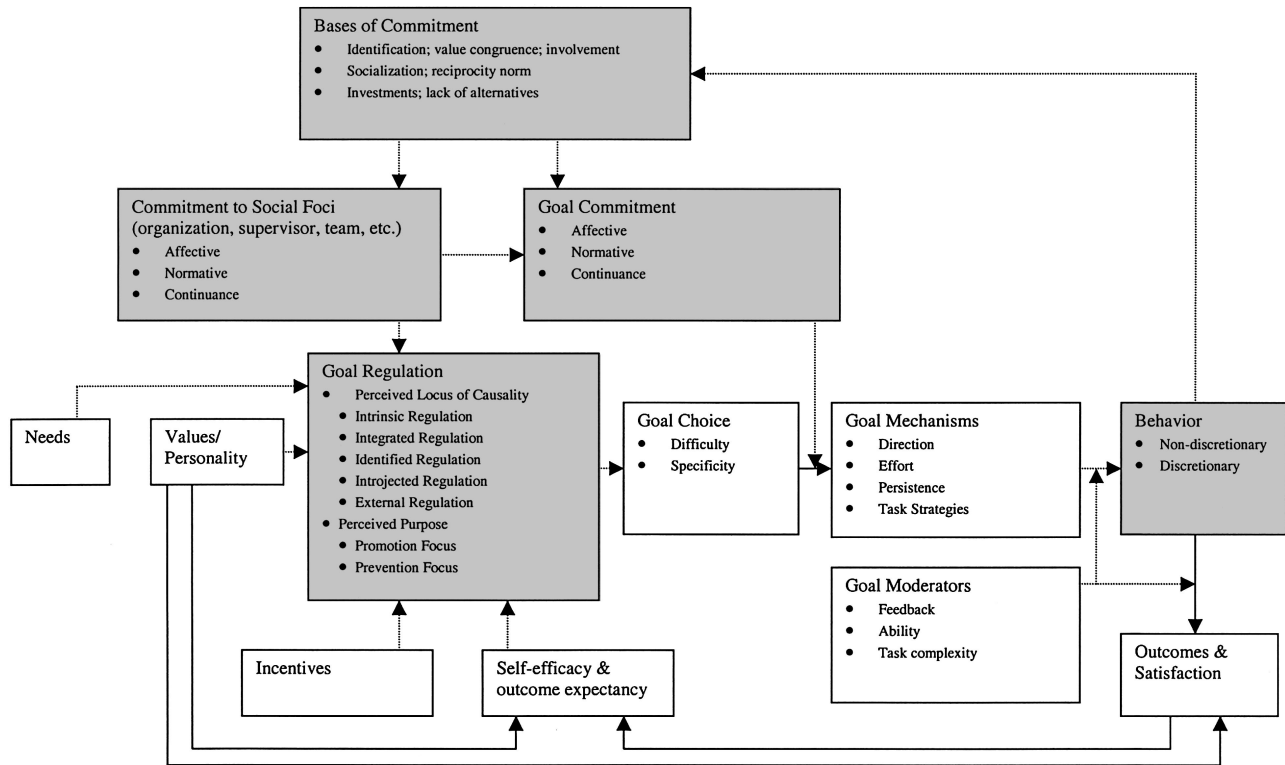 Bases of Commitment
● Identification; value congruence; involvement
● Socialization; reciprocity norm
● Investments; lack of alternatives
Commitment to Social Foci
(organization, supervisor, team, etc.)
● Affective
● Normative
● Continuance
Goal Commitment
● Affective
● Normative
● Continuance
Needs
Values/
Personality
Goal Regulation
● Perceived Locus of Causality
● Intrinsic Regulation
● Integrated Regulation
● Identified Regulation
● Introjected Regulation
● External Regulation
● Perceived Purpose
● Promotion Focus
● Prevention Focus
Goal Choice
● Difficulty
● Specificity
Goal Mechanisms
● Direction
● Effort
● Persistence
● Task Strategies
Behavior
● Non-discretionary
● Discretionary
Goal Moderators
● Feedback
● Ability
● Task complexity
Incentives
Self-efficacy &
outcome expectancy
Outcomes &
Satisfaction